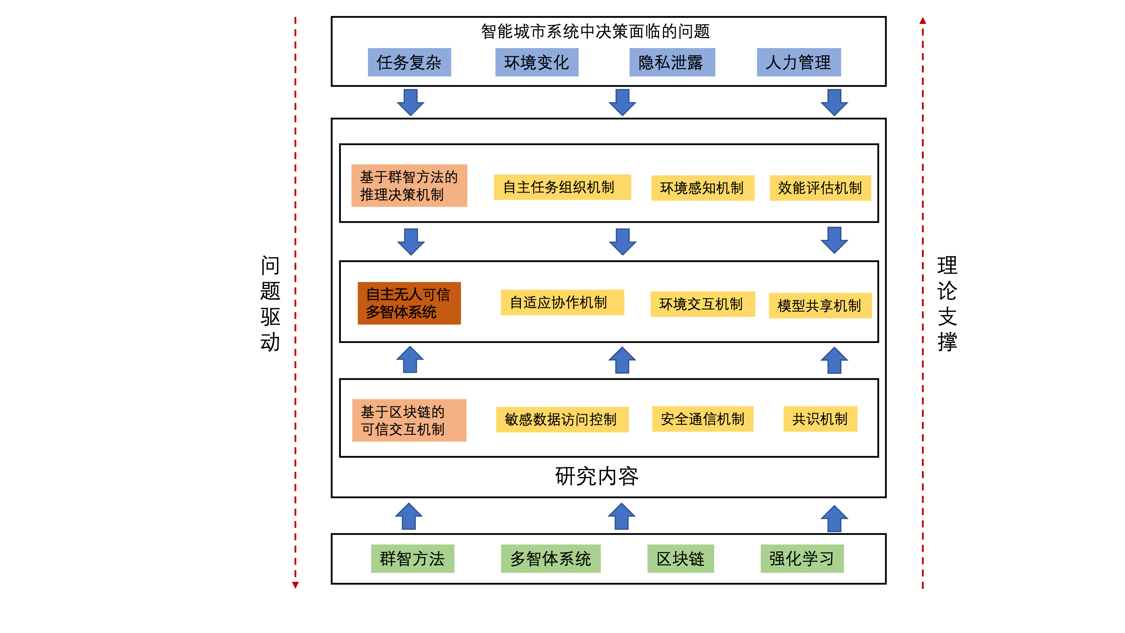 智能城市系统中决策面临的问题
任务复杂
环境变化
隐私泄露
人力管理
基于群智方法的
推理决策机制
自主任务组织机制
环境感知机制
效能评估机制
自主无人可信
多智体系统
自适应协作机制
环境交互机制
模型共享机制
基于区块链的
可信交互机制
敏感数据访问控制
安全通信机制
共识机制
研究内容
群智方法
多智体系统
区块链
强化学习
问题驱动
理论支撑